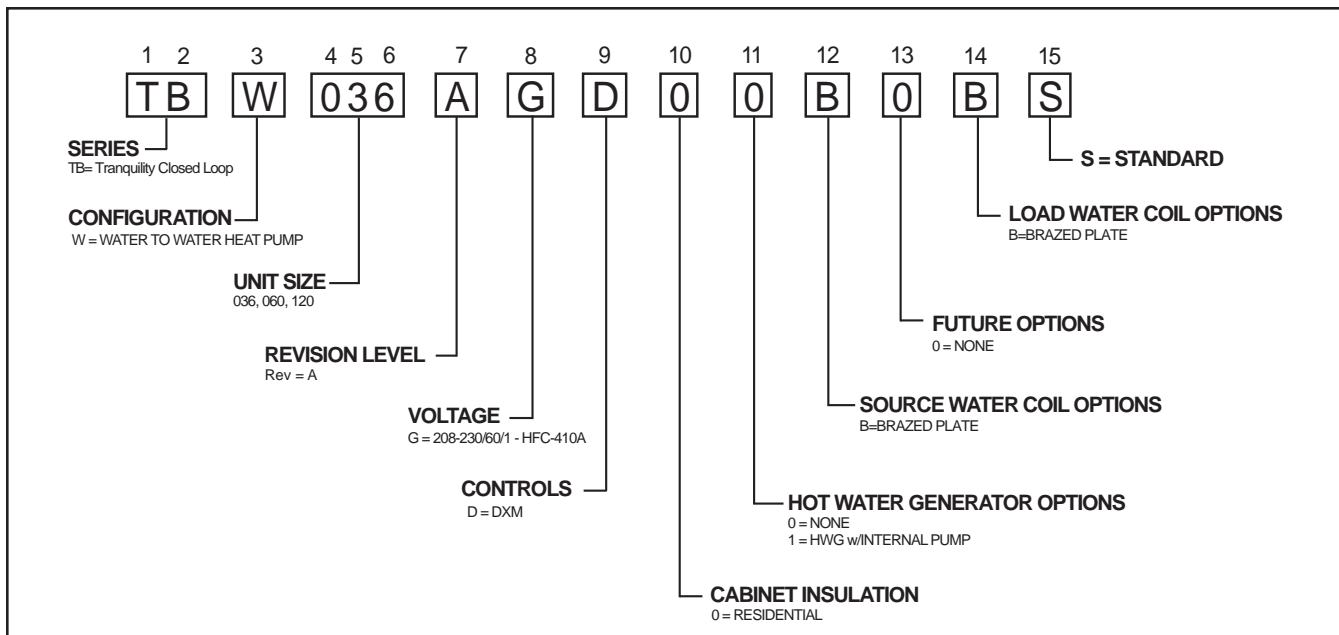 1 2 3 4 5 6 7 8 9 10 11 12 13 14 15
TB W 036 A G D 0 0 B 0 B S
SERIES
TB= Tranquility Closed Loop
CONFIGURATION
W = WATER TO WATER HEAT PUMP
UNIT SIZE
036, 060, 120
REVISION LEVEL
Rev = A
VOLTAGE
G = 208-230/60/1 - HFC-410A
CONTROLS
D = DXM
S = STANDARD
LOAD WATER COIL OPTIONS
B=BRAZED PLATE
FUTURE OPTIONS
0 = NONE
SOURCE WATER COIL OPTIONS
B=BRAZED PLATE
HOT WATER GENERATOR OPTIONS
0 = NONE
1 = HWG w/INTERNAL PUMP
CABINET INSULATION
0 = RESIDENTIAL